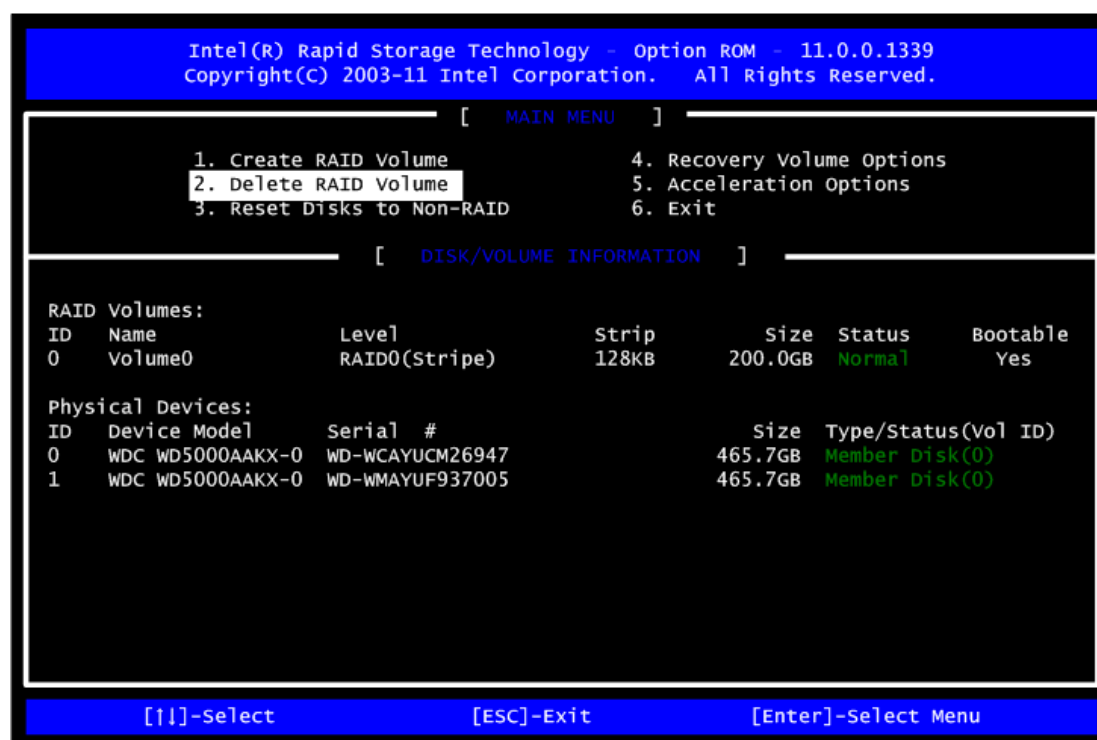 Intel(R) Rapid Storage Technology - Option ROM - 11.0.0.1339
Copyright(C) 2003-11 Intel Corporation. All Rights Reserved.
[ MAIN MENU ]
1. Create RAID Volume 4. Recovery Volume Options
2. Delete RAID Volume 5. Acceleration Options
3. Reset Disks to Non-RAID 6. Exit
[ DISK/VOLUME INFORMATION ]
RAID Volumes:
ID Name Level Strip Size Status Bootable
0 Volume0 RAID0(Stripe) 128KB 200.0GB Normal Yes
Physical Devices:
ID Device Model Serial # Size Type/Status(Vol ID)
0 WDC WD5000AAKX-0 WD-WCAYUCM26947 465.7GB Member Disk(0)
1 WDC WD5000AAKX-0 WD-WMAYUF937005 465.7GB Member Disk(0)
[↑↓]-Select [ESC]-Exit [Enter]-Select Menu